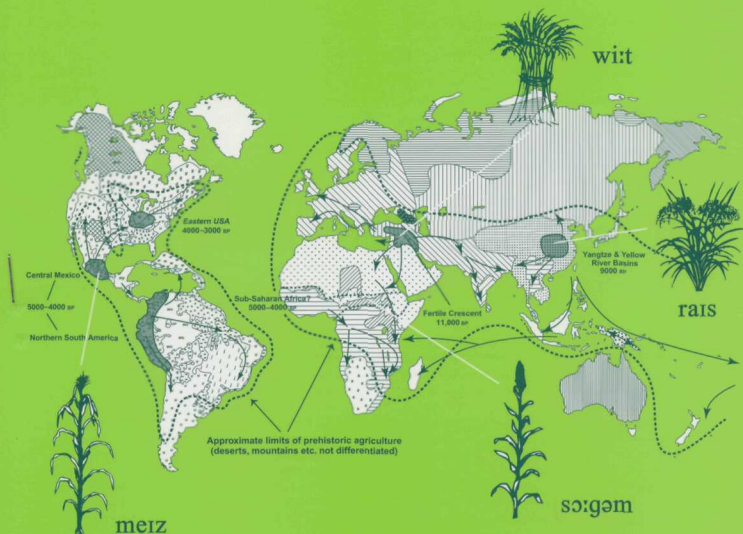 wi:t
Eastern USA
4000–3000 BP
Central Mexico
5000–4000 BP
Northern South America
Sub-Saharan Africa?
5000–4000 BP
Fertile Crescent
11,000 BP
Yangtze & Yellow
River Basins
9000 BP
raɪs
Approximate limits of prehistoric agriculture
(deserts, mountains etc. not differentiated)
meɪz
sɔ:gəm